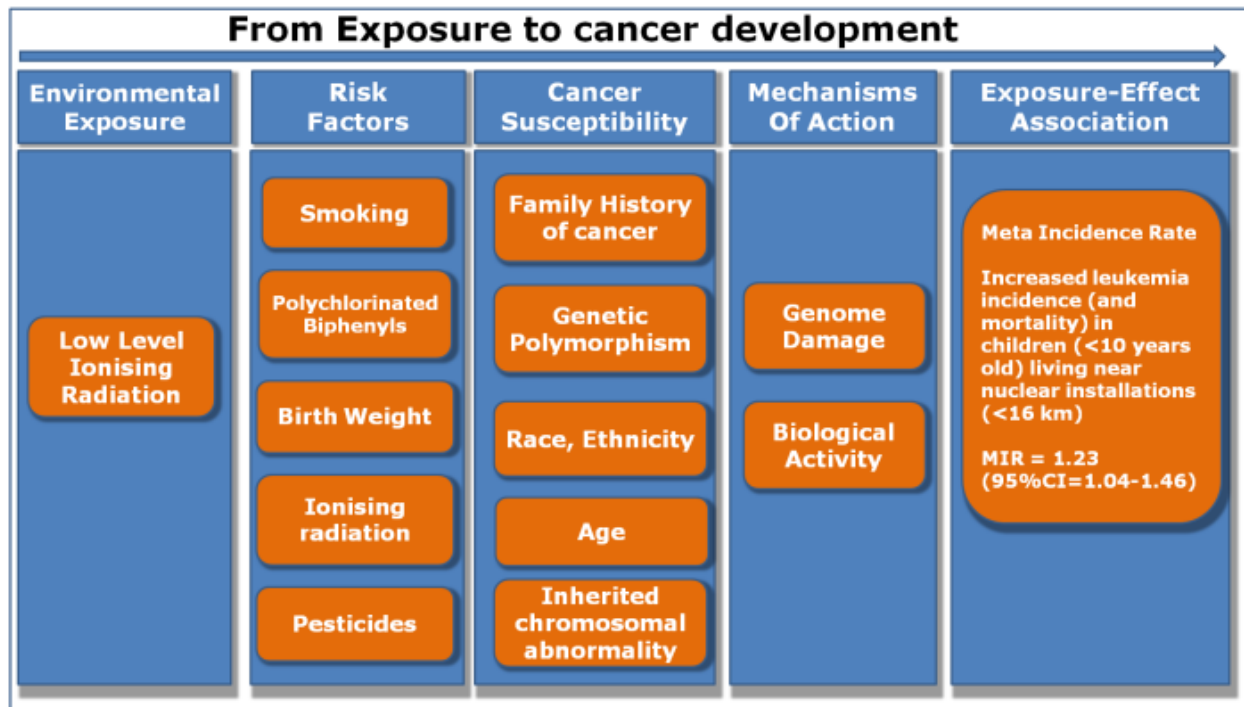 From Exposure to cancer development
Environmental
Exposure
Risk
Factors
Cancer
Susceptibility
Mechanisms
Of Action
Exposure-Effect
Association
Low Level
Ionising
Radiation
Smoking
Polychlorinated
Biphenyls
Birth Weight
Ionising
radiation
Pesticides
Family History
of cancer
Genetic
Polymorphism
Race, Ethnicity
Age
Inherited
chromosomal
abnormality
Genome
Damage
Biological
Activity
Meta Incidence Rate
Increased leukemia
incidence (and
mortality) in
children (<10 years
old) living near
nuclear installations
(<16 km)
MIR = 1.23
(95%CI=1.04-1.46)